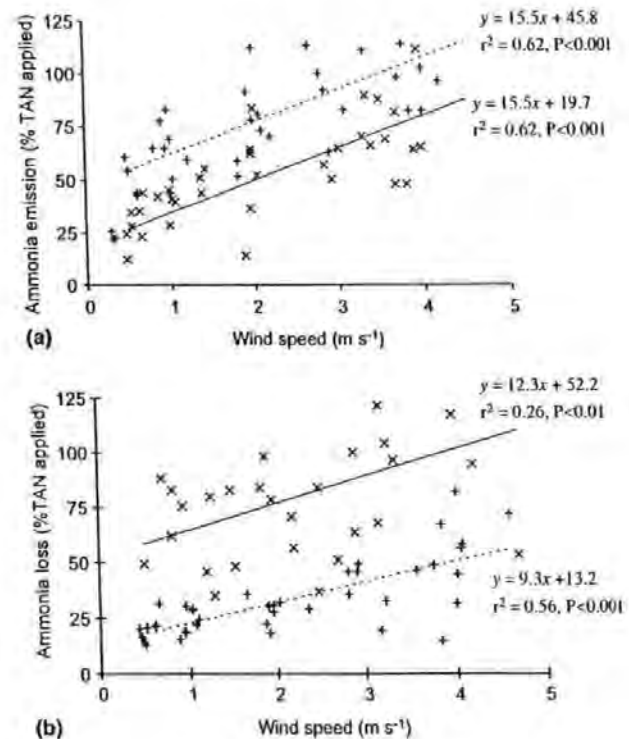 125
100
75
50
25
0
Ammonia emission (% TAN applied)
y = 15.5x + 45.8
r² = 0.62, P<0.001
y = 15.5x + 19.7
r² = 0.62, P<0.001
0 1 2 3 4 5
(a) Wind speed (m s⁻¹)
125
100
75
50
25
0
Ammonia loss (%TAN applied)
y = 12.3x + 52.2
r² = 0.26, P<0.01
y = 9.3x+13.2
r² = 0.56, P<0.001
0 1 2 3 4 5
(b) Wind speed (m s⁻¹)